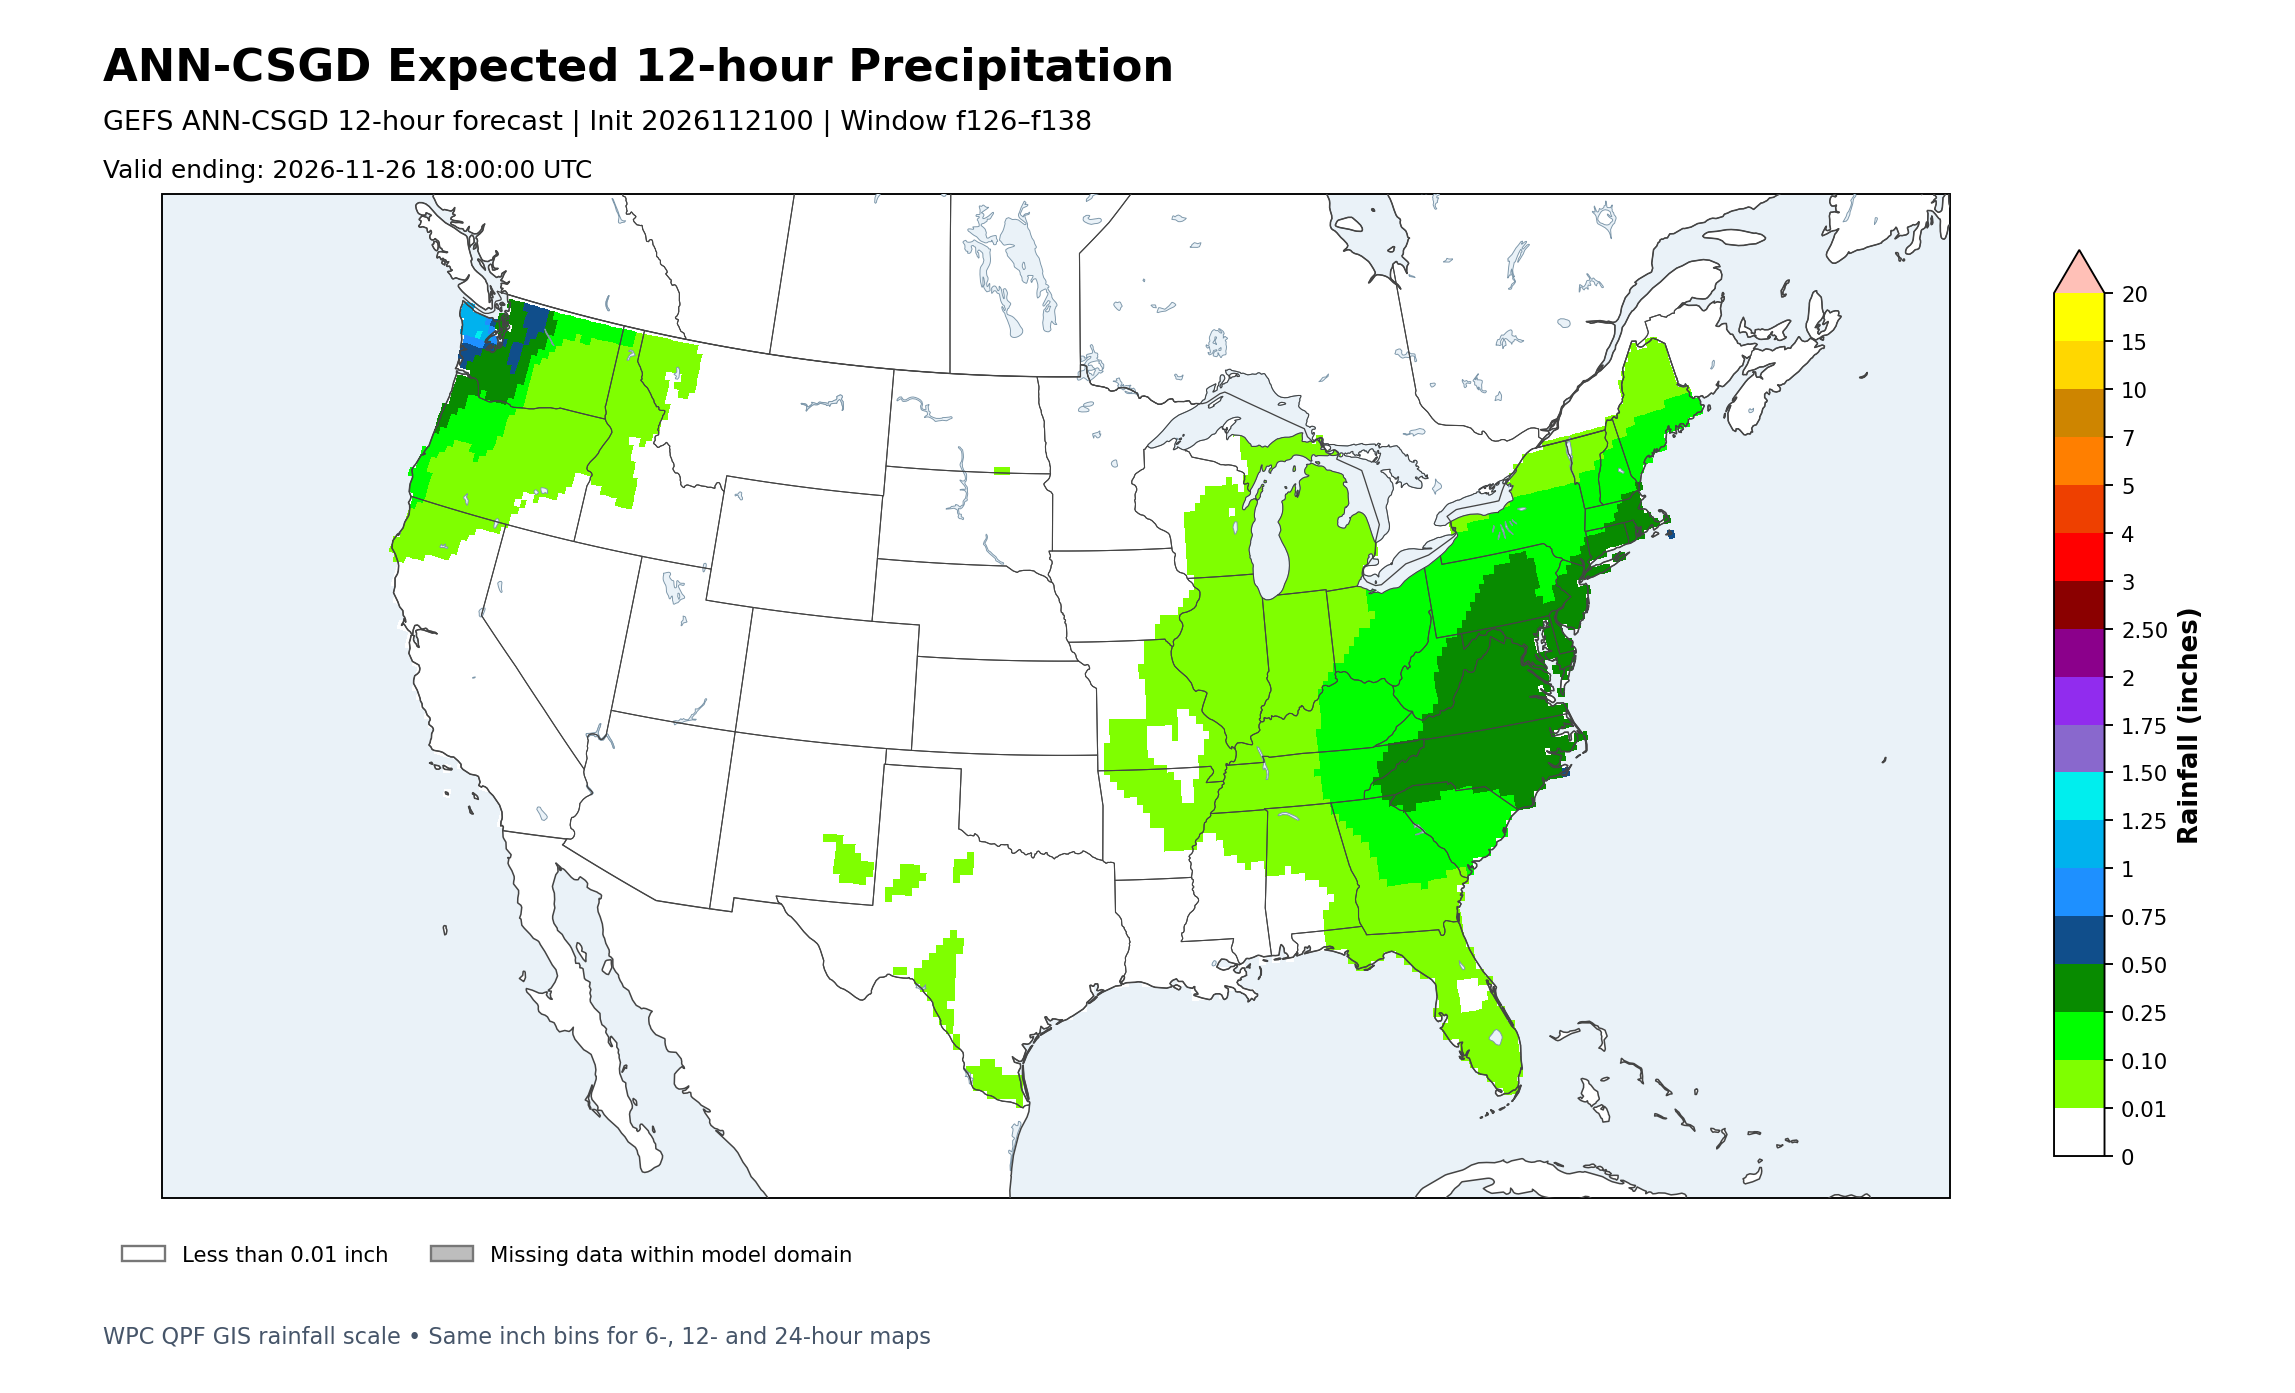 ANN-CSGD Expected 12-hour Precipitation
GEFS ANN-CSGD 12-hour forecast | Init 2026112100 | Window f126–f138
Valid ending: 2026-11-26 18:00:00 UTC
20
15
10
7
5
4
3
2.50
2
1.75
1.50
1.25
1
0.75
0.50
0.25
0.10
0.01
0
Rainfall (inches)
Less than 0.01 inch
Missing data within model domain
WPC QPF GIS rainfall scale • Same inch bins for 6-, 12- and 24-hour maps